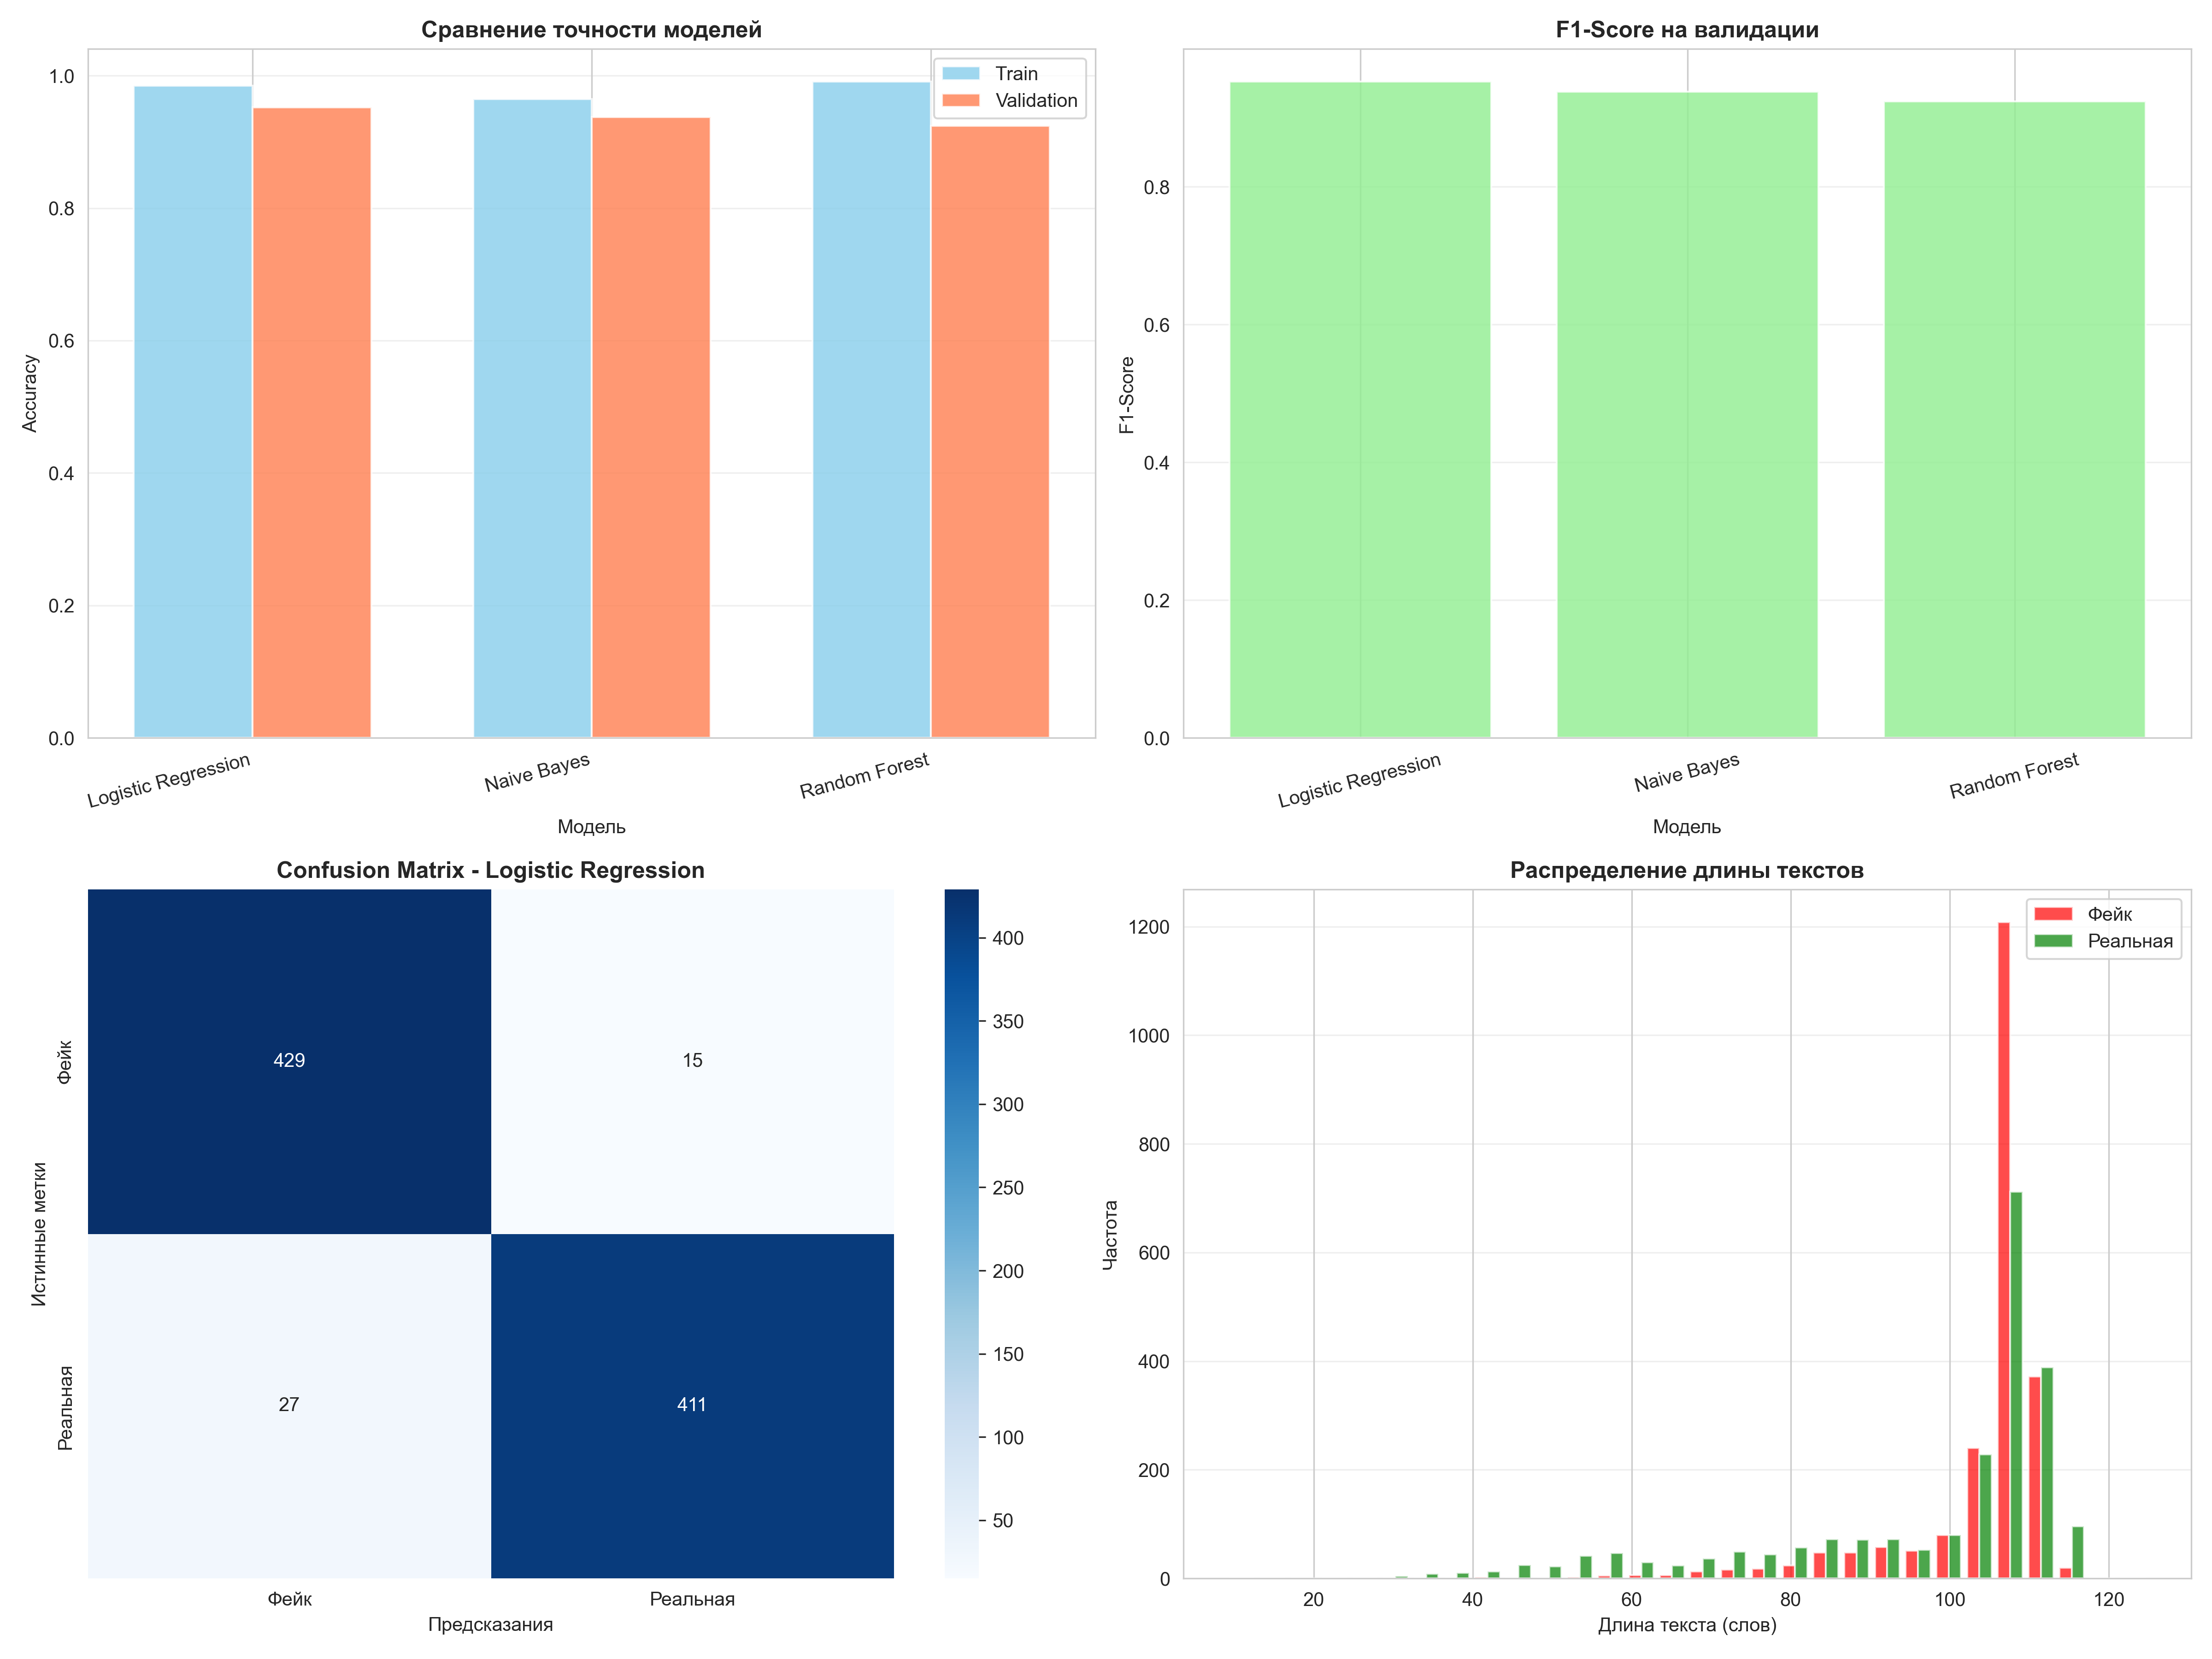 Сравнение точности моделей
Train
Validation
1.0
0.8
0.6
0.4
0.2
0.0
Accuracy
Logistic Regression
Naive Bayes
Random Forest
Модель
F1-Score на валидации
0.8
0.6
0.4
0.2
0.0
F1-Score
Logistic Regression
Naive Bayes
Random Forest
Модель
Confusion Matrix - Logistic Regression
Истинные метки
Фейк
Реальная
429
15
27
411
Фейк
Реальная
Предсказания
400
350
300
250
200
150
100
50
Распределение длины текстов
Фейк
Реальная
1200
1000
800
600
400
200
0
Частота
20
40
60
80
100
120
Длина текста (слов)